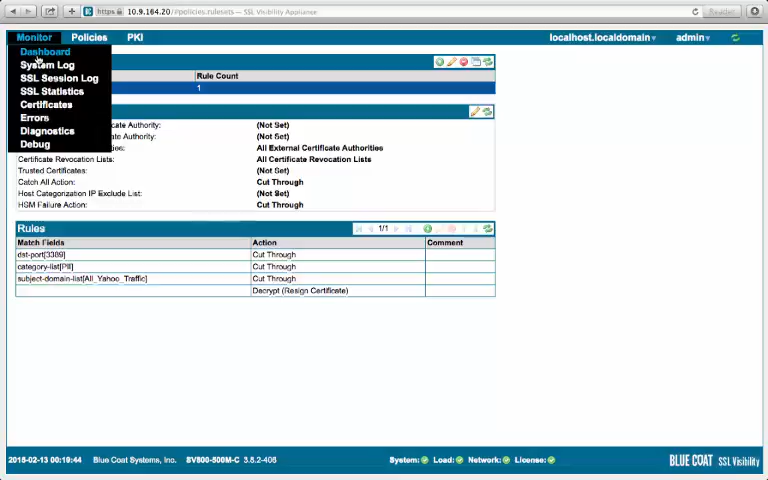 https 10.9.164.20/#policies.rulesets — SSL Visibility Appliance
Reader
Monitor Policies PKI localhost.localdomain admin
Dashboard
System Log
SSL Session Log
SSL Statistics
Certificates
Errors
Diagnostics
Debug
Rule Count
1
cate Authority: (Not Set)
ate Authority: (Not Set)
ities: All External Certificate Authorities
Certificate Revocation Lists: All Certificate Revocation Lists
Trusted Certificates: (Not Set)
Catch All Action: Cut Through
Host Categorization IP Exclude List: (Not Set)
HSM Failure Action: Cut Through
Rules 1/1
Match Fields Action Comment
dst-port[3389] Cut Through
category-list[PII] Cut Through
subject-domain-list[All_Yahoo_Traffic] Cut Through
Decrypt (Resign Certificate)
2015-02-13 00:19:44 Blue Coat Systems, Inc. SV800-500M-C 3.8.2-408 System: Load: Network: License: BLUE COAT SSL Visibility